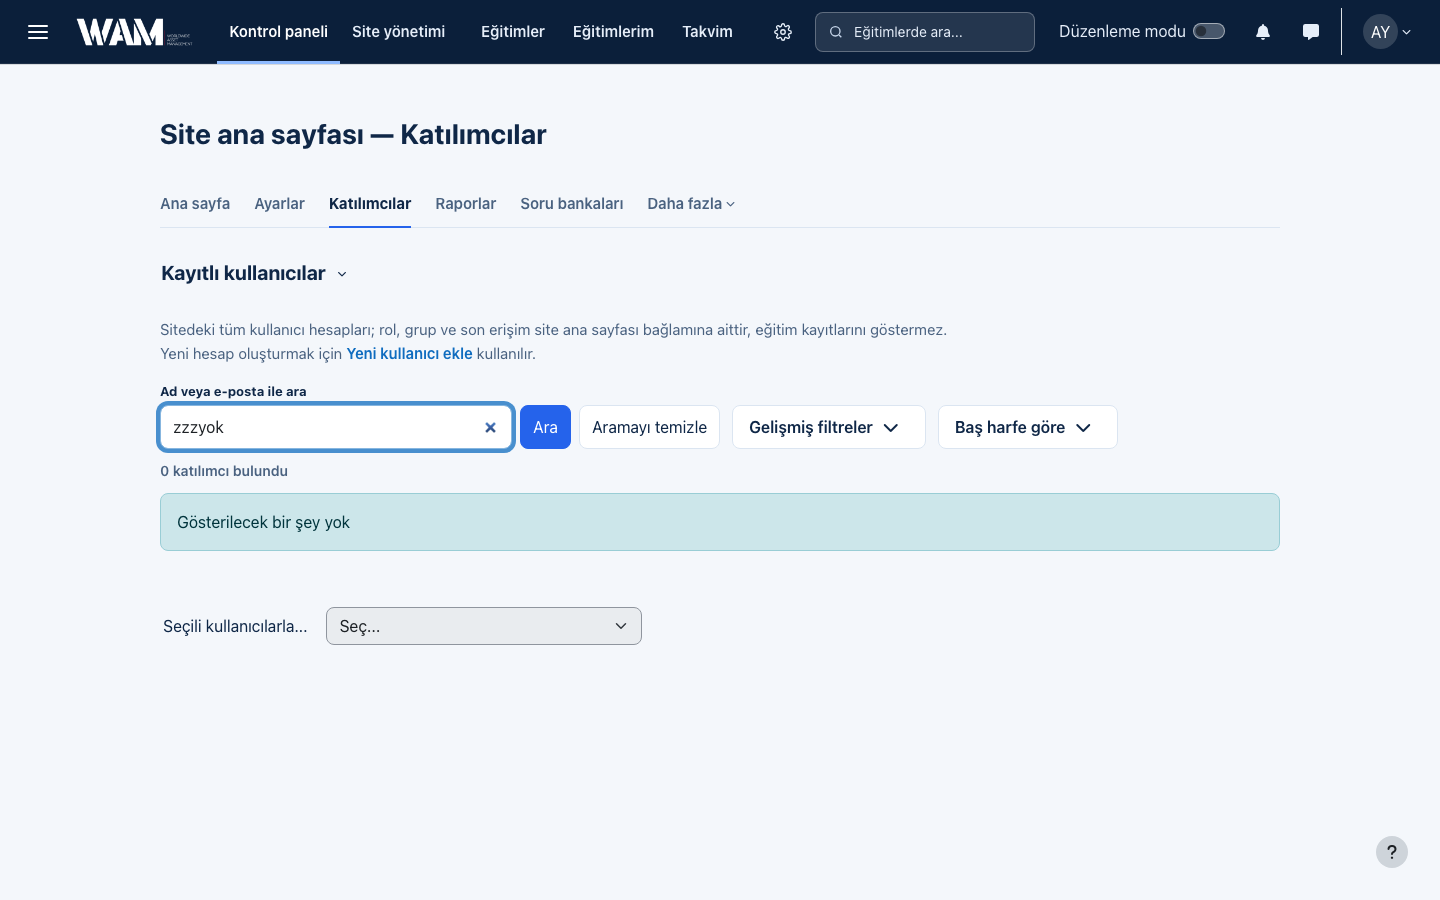 WAM WORLDWIDE ASSET MANAGEMENT
Kontrol paneli Site yönetimi Eğitimler Eğitimlerim Takvim Eğitimlerde ara... Düzenleme modu AY
Site ana sayfası — Katılımcılar
Ana sayfa Ayarlar Katılımcılar Raporlar Soru bankaları Daha fazla
Kayıtlı kullanıcılar
Sitedeki tüm kullanıcı hesapları; rol, grup ve son erişim site ana sayfası bağlamına aittir, eğitim kayıtlarını göstermez.
Yeni hesap oluşturmak için Yeni kullanıcı ekle kullanılır.
Ad veya e-posta ile ara
zzzyok Ara Aramayı temizle Gelişmiş filtreler Baş harfe göre
0 katılımcı bulundu
Gösterilecek bir şey yok
Seçili kullanıcılarla... Seç...
?